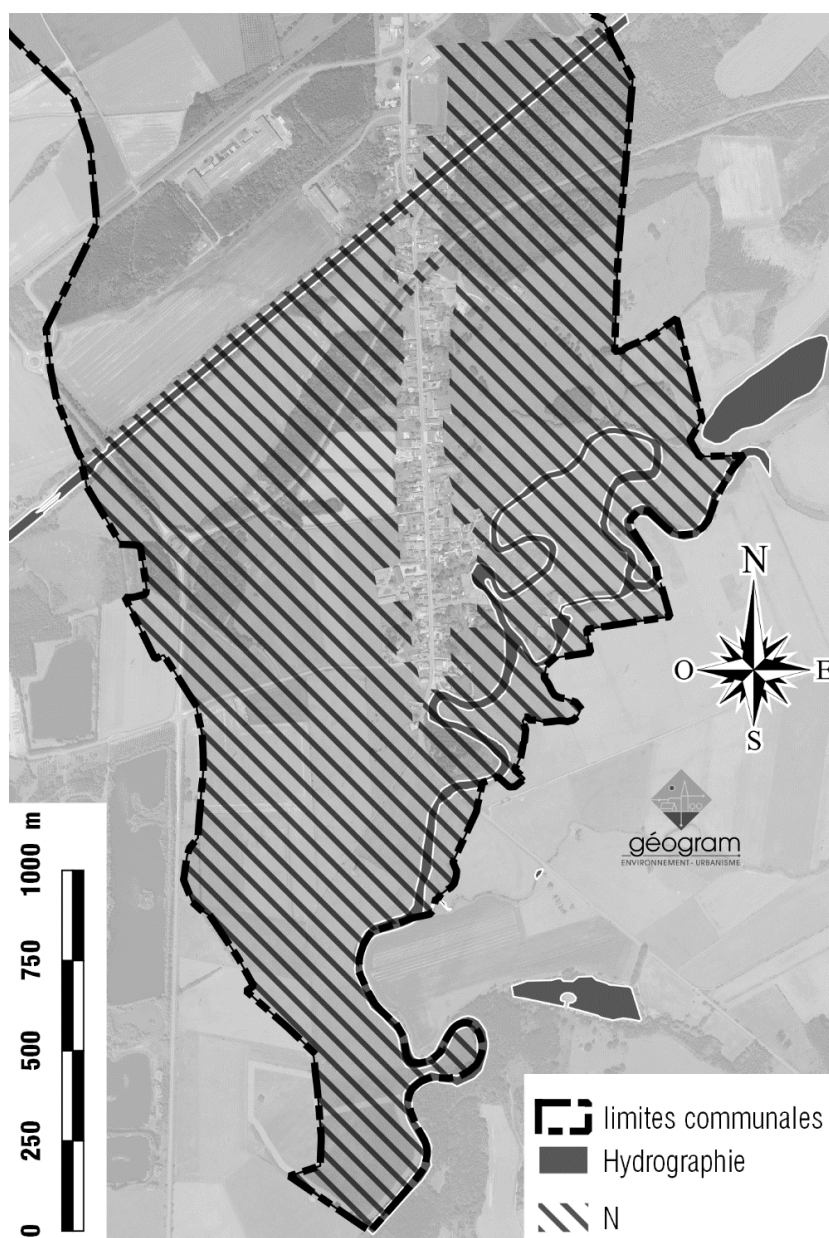 N
O
E
S
géogram
ENVIRONNEMENT - URBANISME
1000 m
750
500
250
0
limites communales
Hydrographie
N